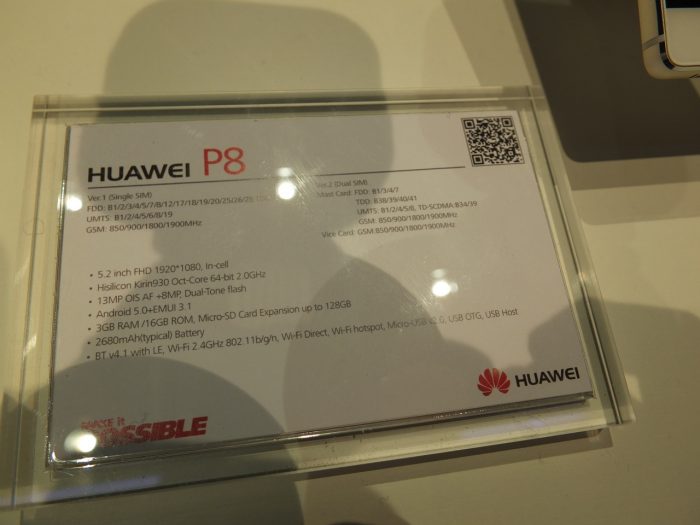 HUAWEI P8
Ver.1 (Single SIM)
FDD: B1/2/3/4/5/7/8/12/17/18/19/20/25/26/28
UMTS: B1/2/4/5/6/8/19
GSM: 850/900/1800/1900MHz
Ver.2 (Dual SIM)
Mast Card: FDD: B1/3/4/7
TDD: B38/39/40/41
UMTS: B1/2/4/5/8, TD-SCDMA:B34/39
GSM: 850/900/1800/1900MHz
Vice Card: GSM:850/900/1800/1900MHz
• 5.2 inch FHD 1920*1080, In-cell
• Hisilicon Kirin930 Oct-Core 64-bit 2.0GHz
• 13MP OIS AF +8MP, Dual-Tone flash
• Android 5.0+EMUI 3.1
• 3GB RAM /16GB ROM, Micro-SD Card Expansion up to 128GB
• 2680mAh(typical) Battery
• BT v4.1 with LE, Wi-Fi 2.4GHz 802.11b/g/n, Wi-Fi Direct, Wi-Fi hotspot, Micro-USB v2.0, USB OTG, USB Host
MAKE it
POSSIBLE
HUAWEI